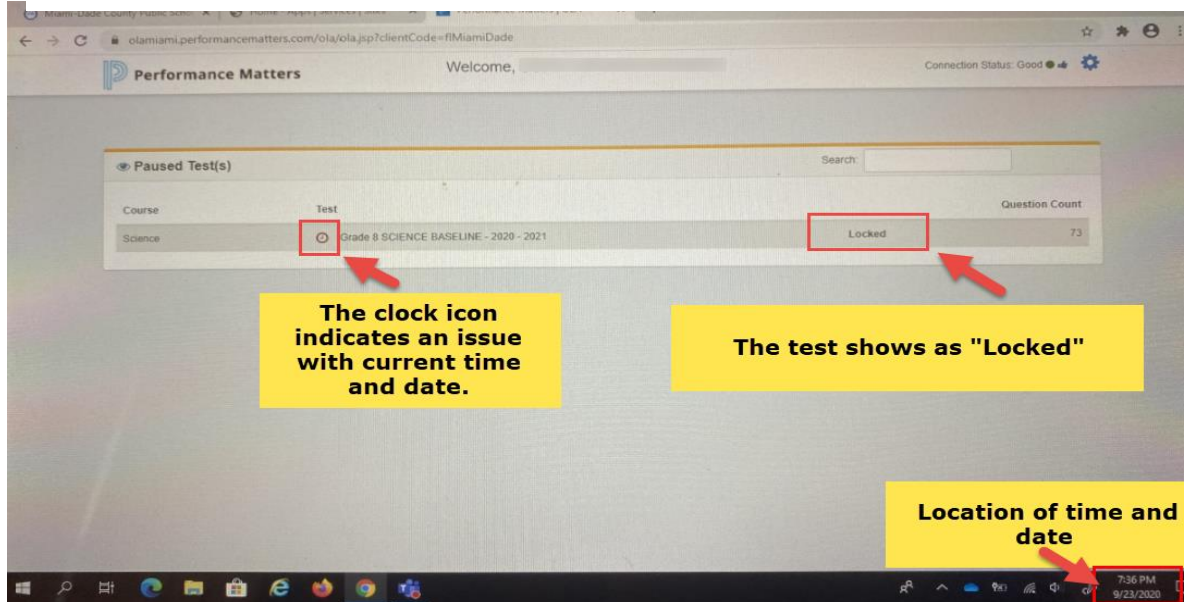 Miami-Dade County Public Scho
Home - Apps | Services | Sites
olamiami.performancematters.com/ola/ola.jsp?clientCode=flMiamiDade
Performance Matters
Welcome,
Connection Status: Good
Paused Test(s)
Search:
Course
Test
Question Count
Science
Grade 8 SCIENCE BASELINE - 2020 - 2021
Locked
73
The clock icon
indicates an issue
with current time
and date.
The test shows as "Locked"
Location of time and
date
7:36 PM
9/23/2020